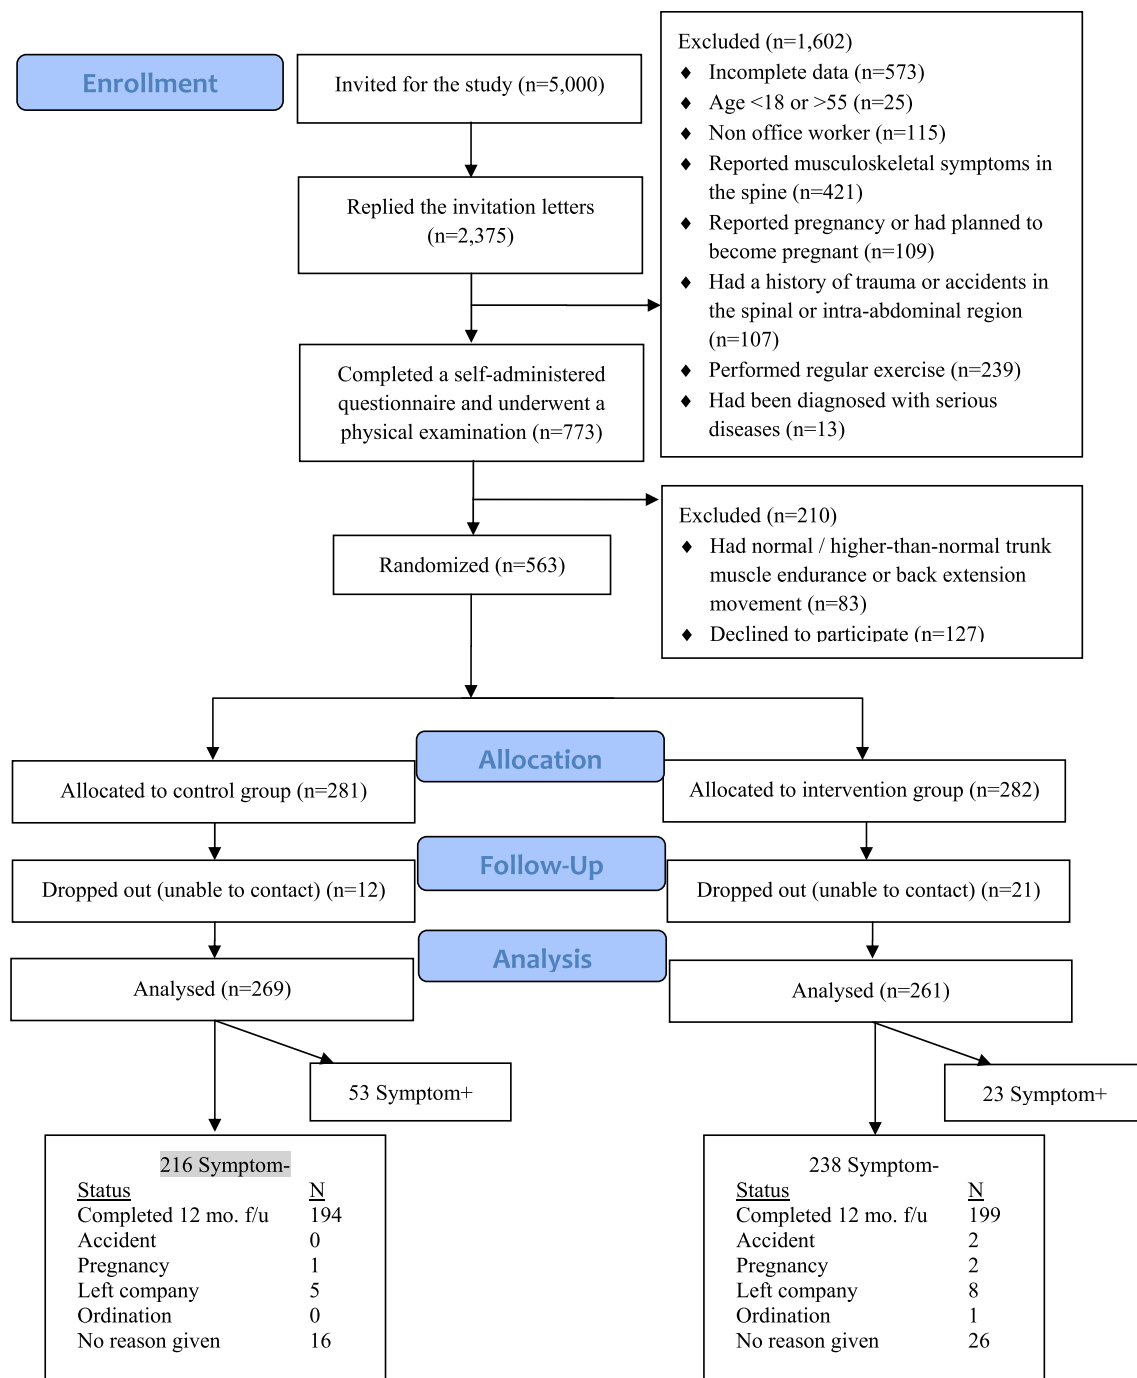 Enrollment
Invited for the study (n=5,000)
Excluded (n=1,602)
♦ Incomplete data (n=573)
♦ Age <18 or >55 (n=25)
♦ Non office worker (n=115)
♦ Reported musculoskeletal symptoms in
the spine (n=421)
♦ Reported pregnancy or had planned to
become pregnant (n=109)
♦ Had a history of trauma or accidents in
the spinal or intra-abdominal region
(n=107)
♦ Performed regular exercise (n=239)
♦ Had been diagnosed with serious
diseases (n=13)
Replied the invitation letters
(n=2,375)
Completed a self-administered
questionnaire and underwent a
physical examination (n=773)
Excluded (n=210)
♦ Had normal / higher-than-normal trunk
muscle endurance or back extension
movement (n=83)
♦ Declined to participate (n=127)
Randomized (n=563)
Allocation
Allocated to control group (n=281)
Allocated to intervention group (n=282)
Follow-Up
Dropped out (unable to contact) (n=12)
Dropped out (unable to contact) (n=21)
Analysis
Analysed (n=269)
Analysed (n=261)
53 Symptom+
23 Symptom+
216 Symptom-
Status N
Completed 12 mo. f/u 194
Accident 0
Pregnancy 1
Left company 5
Ordination 0
No reason given 16
238 Symptom-
Status N
Completed 12 mo. f/u 199
Accident 2
Pregnancy 2
Left company 8
Ordination 1
No reason given 26